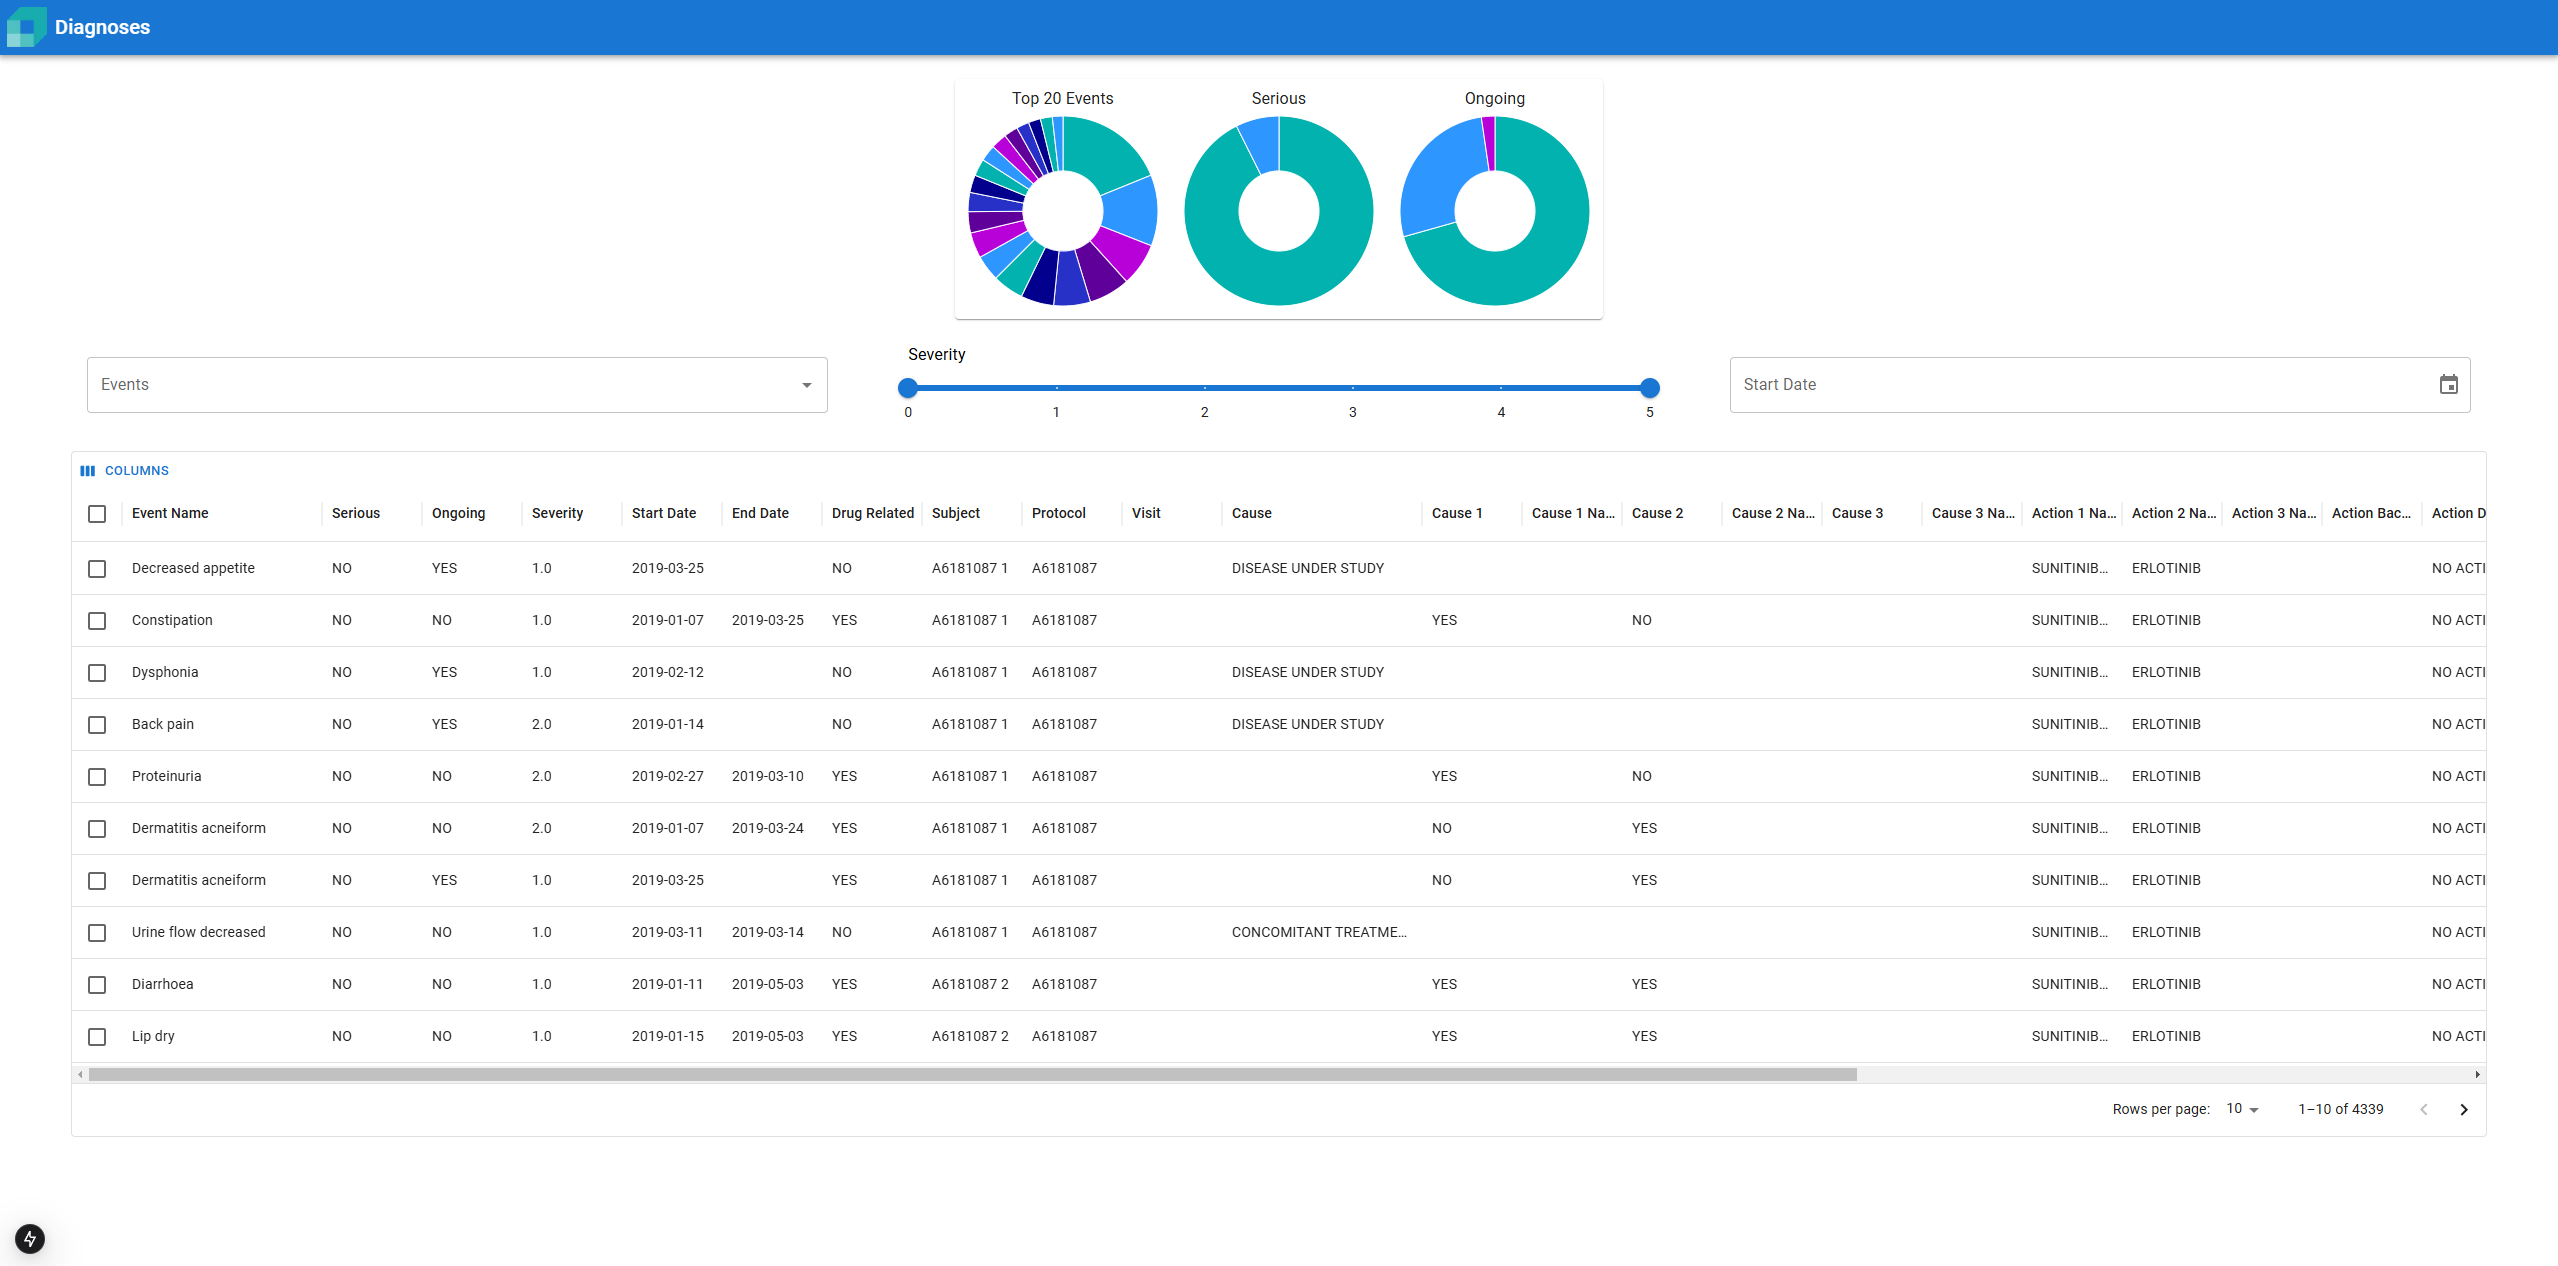 Diagnoses
Top 20 Events Serious Ongoing
Severity
Events
Start Date
0 1 2 3 4 5
COLUMNS
Event Name Serious Ongoing Severity Start Date End Date Drug Related Subject Protocol Visit Cause Cause 1 Cause 1 Na... Cause 2 Cause 2 Na... Cause 3 Cause 3 Na... Action 1 Na... Action 2 Na... Action 3 Na... Action Bac... Action D
Decreased appetite NO YES 1.0 2019-03-25 NO A6181087 1 A6181087 DISEASE UNDER STUDY SUNITINIB... ERLOTINIB NO ACTI
Constipation NO NO 1.0 2019-01-07 2019-03-25 YES A6181087 1 A6181087 YES NO SUNITINIB... ERLOTINIB NO ACTI
Dysphonia NO YES 1.0 2019-02-12 NO A6181087 1 A6181087 DISEASE UNDER STUDY SUNITINIB... ERLOTINIB NO ACTI
Back pain NO YES 2.0 2019-01-14 NO A6181087 1 A6181087 DISEASE UNDER STUDY SUNITINIB... ERLOTINIB NO ACTI
Proteinuria NO NO 2.0 2019-02-27 2019-03-10 YES A6181087 1 A6181087 YES NO SUNITINIB... ERLOTINIB NO ACTI
Dermatitis acneiform NO NO 2.0 2019-01-07 2019-03-24 YES A6181087 1 A6181087 NO YES SUNITINIB... ERLOTINIB NO ACTI
Dermatitis acneiform NO YES 1.0 2019-03-25 YES A6181087 1 A6181087 NO YES SUNITINIB... ERLOTINIB NO ACTI
Urine flow decreased NO NO 1.0 2019-03-11 2019-03-14 NO A6181087 1 A6181087 CONCOMITANT TREATME... SUNITINIB... ERLOTINIB NO ACTI
Diarrhoea NO NO 1.0 2019-01-11 2019-05-03 YES A6181087 2 A6181087 YES YES SUNITINIB... ERLOTINIB NO ACTI
Lip dry NO NO 1.0 2019-01-15 2019-05-03 YES A6181087 2 A6181087 YES YES SUNITINIB... ERLOTINIB NO ACTI
Rows per page: 10 1–10 of 4339